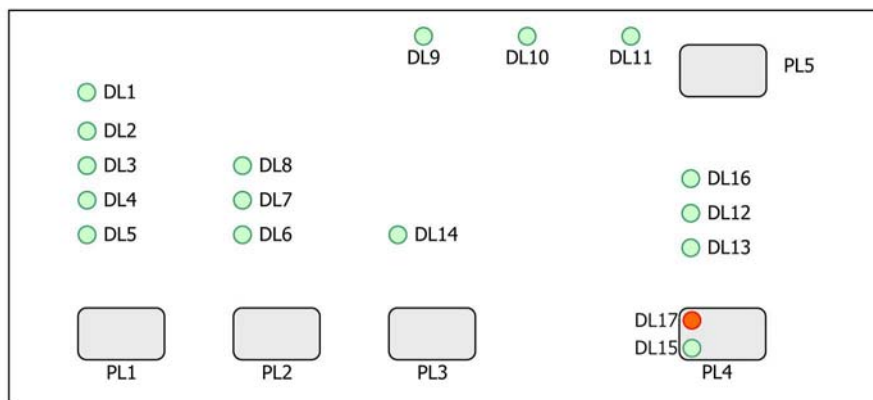 DL9 DL10 DL11
PL5
DL1
DL2
DL3 DL8 DL16
DL4 DL7 DL12
DL5 DL6 DL14 DL13
DL17
DL15
PL1 PL2 PL3 PL4